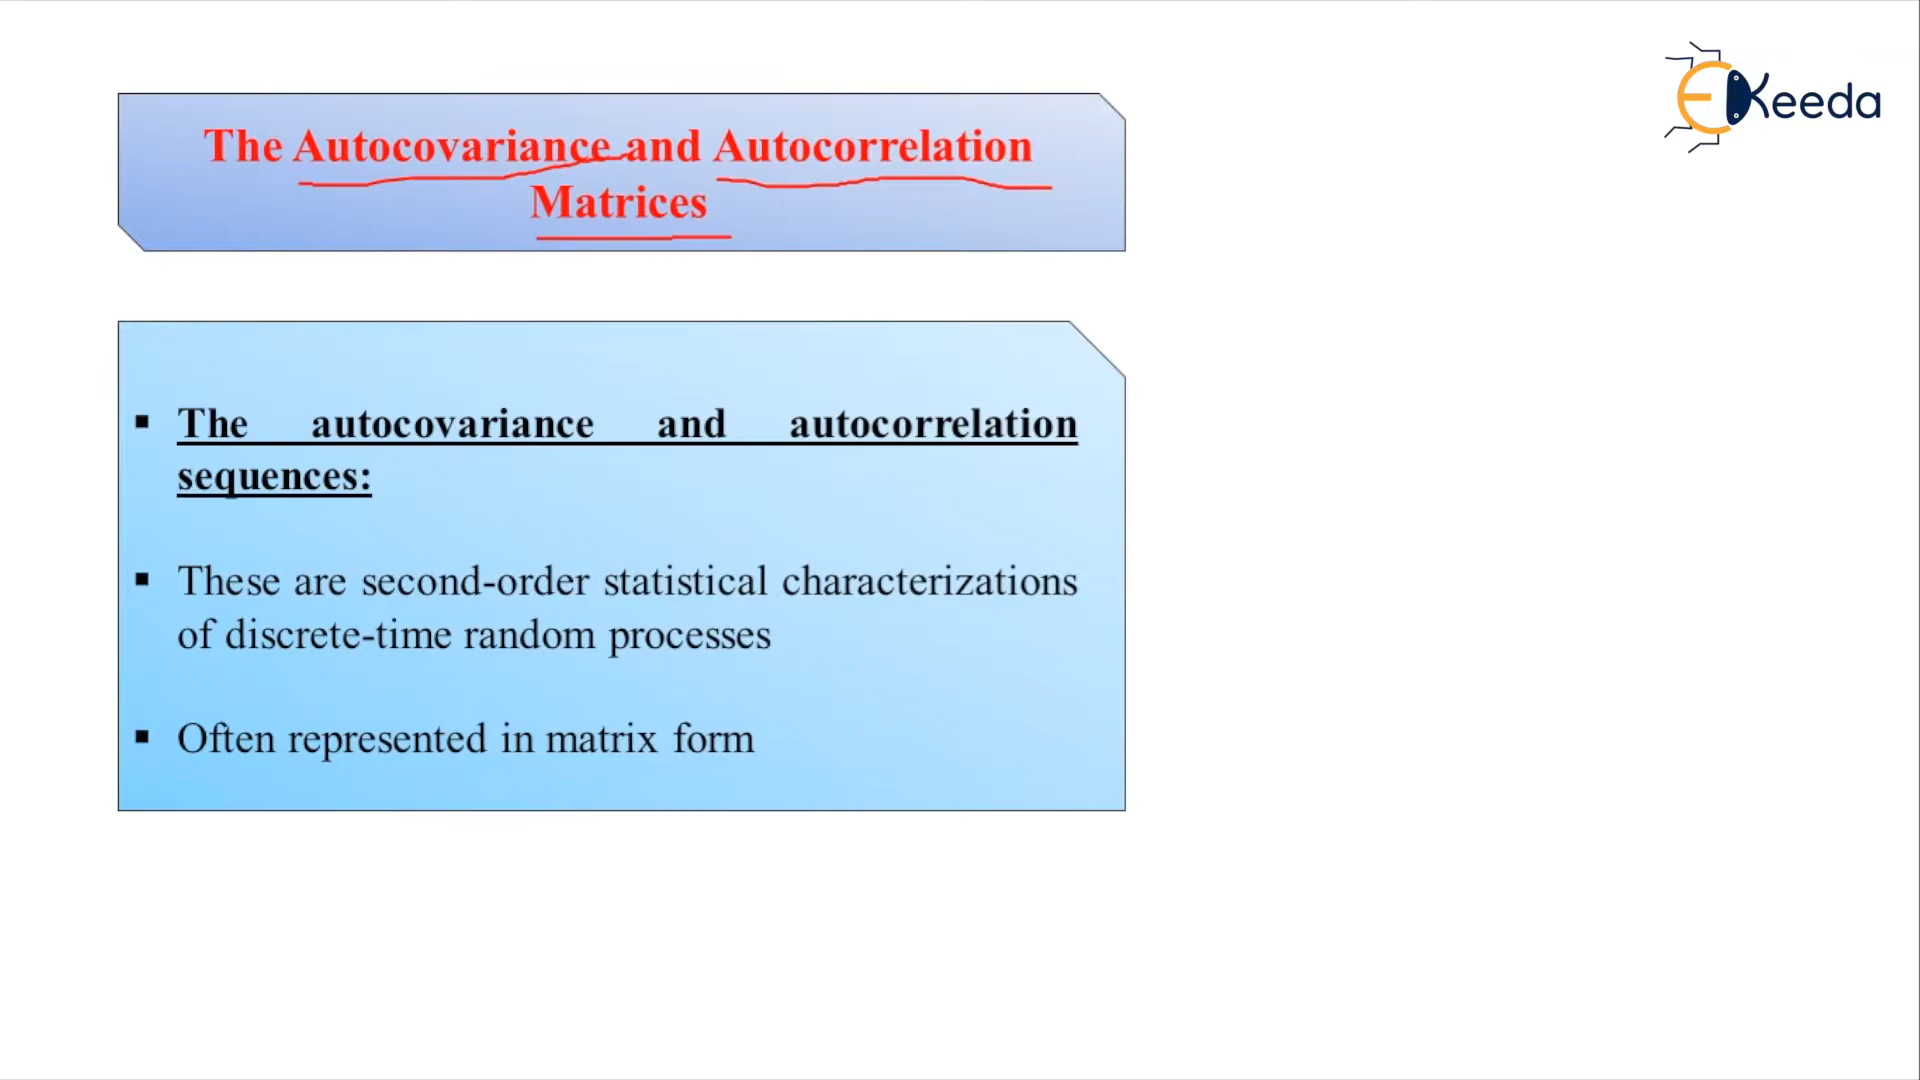 EKeeda
The Autocovariance and Autocorrelation
Matrices
▪ The autocovariance and autocorrelation
sequences:
▪ These are second-order statistical characterizations
of discrete-time random processes
▪ Often represented in matrix form